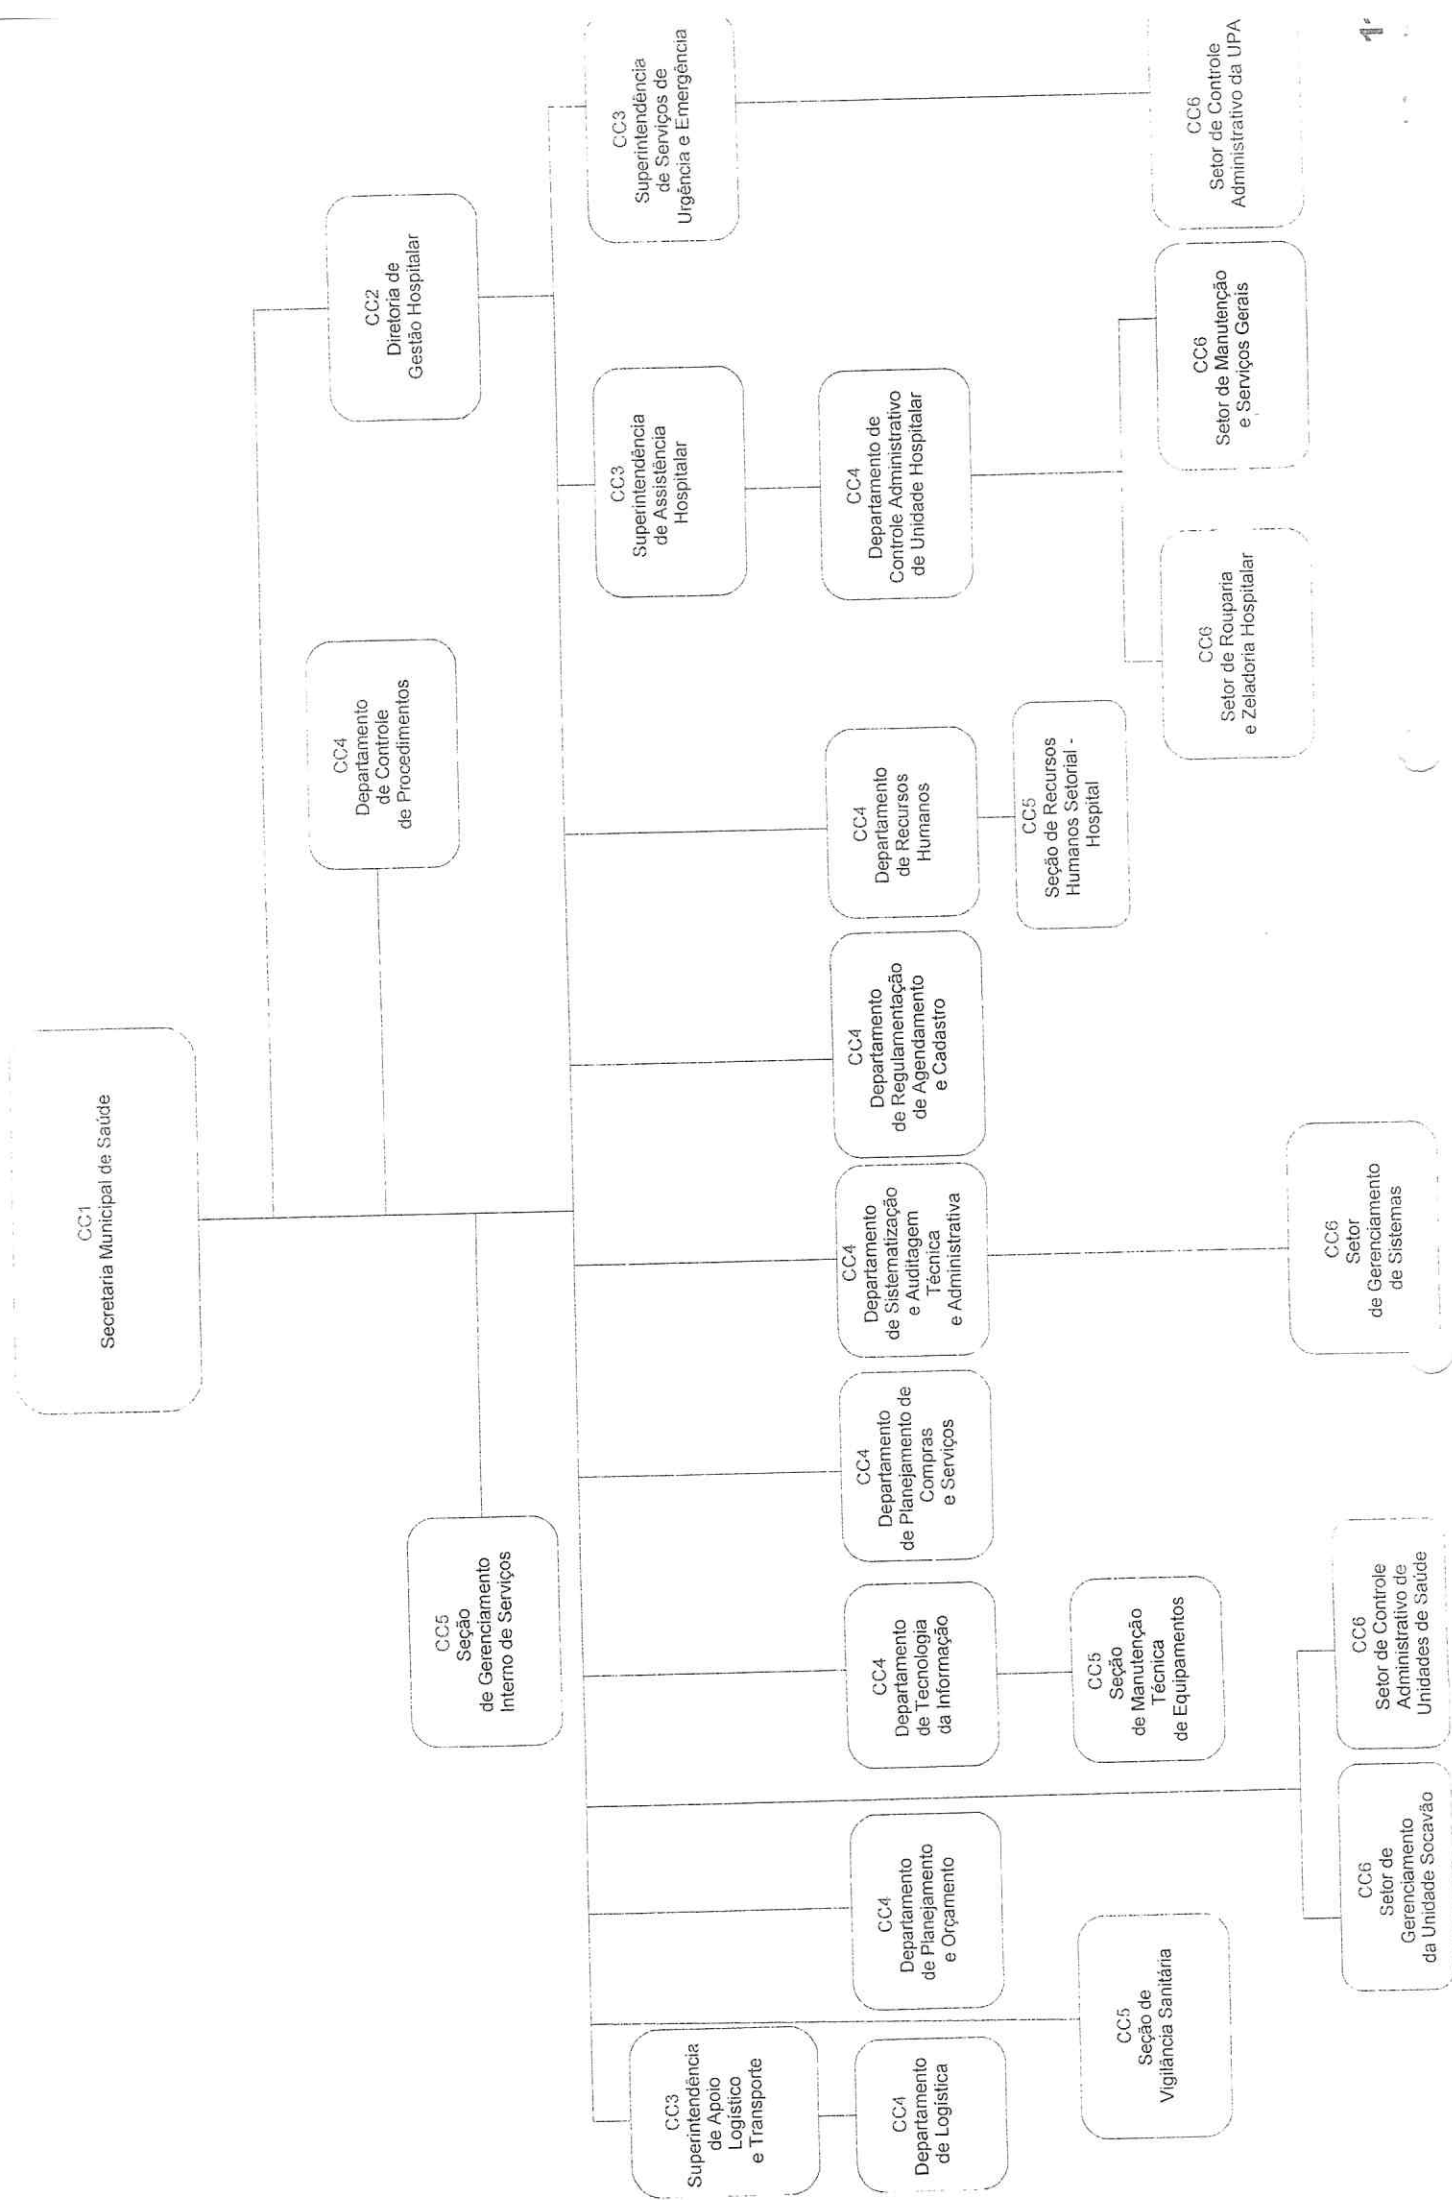 CC1
Secretaria Municipal de Saúde
CC2
Diretoria de
Gestão Hospitalar
CC4
Departamento
de Controle
de Procedimentos
CC5
Seção
de Gerenciamento
Interno de Serviços
CC3
Superintendência
de Apoio
Logístico
e Transporte
CC3
Superintendência
de Assistência
Hospitalar
CC3
Superintendência
de Serviços de
Urgência e Emergência
CC4
Departamento
de Logística
CC4
Departamento
de Planejamento
e Orçamento
CC4
Departamento
de Tecnologia
da Informação
CC4
Departamento
de Planejamento de
Compras
e Serviços
CC4
Departamento
de Sistematização
e Auditagem
Técnica
e Administrativa
CC4
Departamento
de Regulamentação
de Agendamento
e Cadastro
CC4
Departamento
de Recursos
Humanos
CC4
Departamento de
Controle Administrativo
de Unidade Hospitalar
CC5
Seção de
Vigilância Sanitária
CC5
Seção
de Manutenção
Técnica
de Equipamentos
CC5
Seção de Recursos
Humanos Setorial -
Hospital
CC6
Setor de Rouparia
e Zeladoria Hospitalar
CC6
Setor de Manutenção
e Serviços Gerais
CC6
Setor de Controle
Administrativo da UPA
CC6
Setor de
Gerenciamento
da Unidade Socavão
CC6
Setor de Controle
Administrativo de
Unidades de Saúde
CC6
Setor
de Gerenciamento
de Sistemas